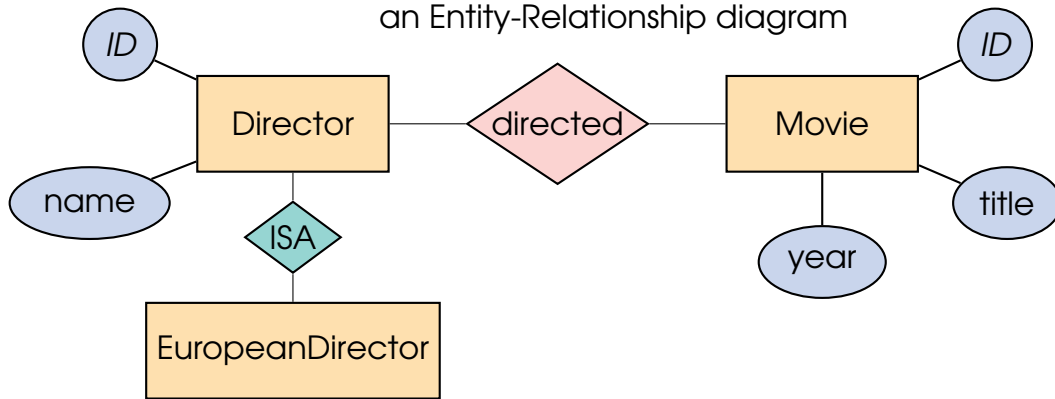 an Entity-Relationship diagram
ID
ID
Director
directed
Movie
name
title
ISA
year
EuropeanDirector